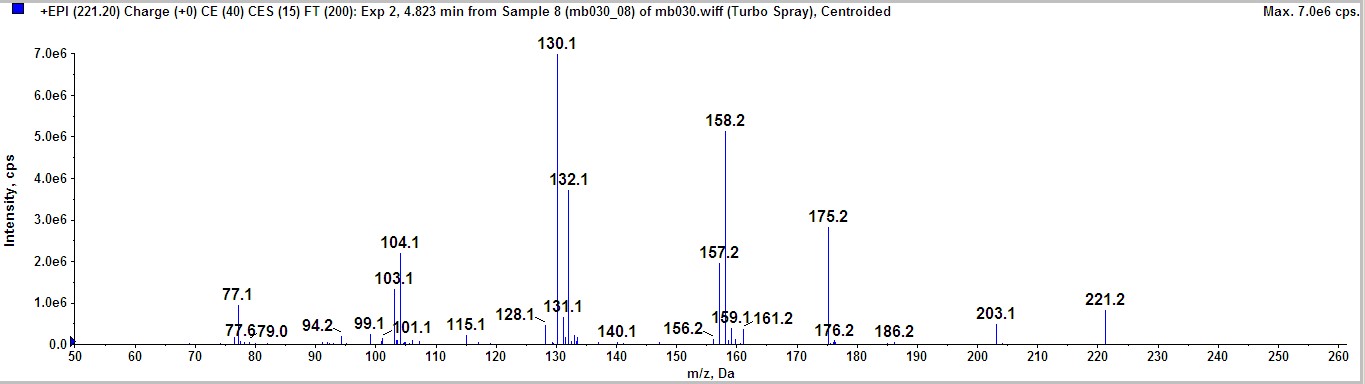 +EPI (221.20) Charge (+0) CE (40) CES (15) FT (200): Exp 2, 4.823 min from Sample 8 (mb030_08) of mb030.wiff (Turbo Spray), Centroided Max. 7.0e6 cps.
Intensity, cps
7.0e6
6.0e6
5.0e6
4.0e6
3.0e6
2.0e6
1.0e6
0.0
77.1
77.6
79.0
94.2
99.1
103.1
101.1
104.1
115.1
128.1
130.1
131.1
132.1
140.1
156.2
157.2
158.2
159.1
161.2
175.2
176.2
186.2
203.1
221.2
50 60 70 80 90 100 110 120 130 140 150 160 170 180 190 200 210 220 230 240 250 260
m/z, Da